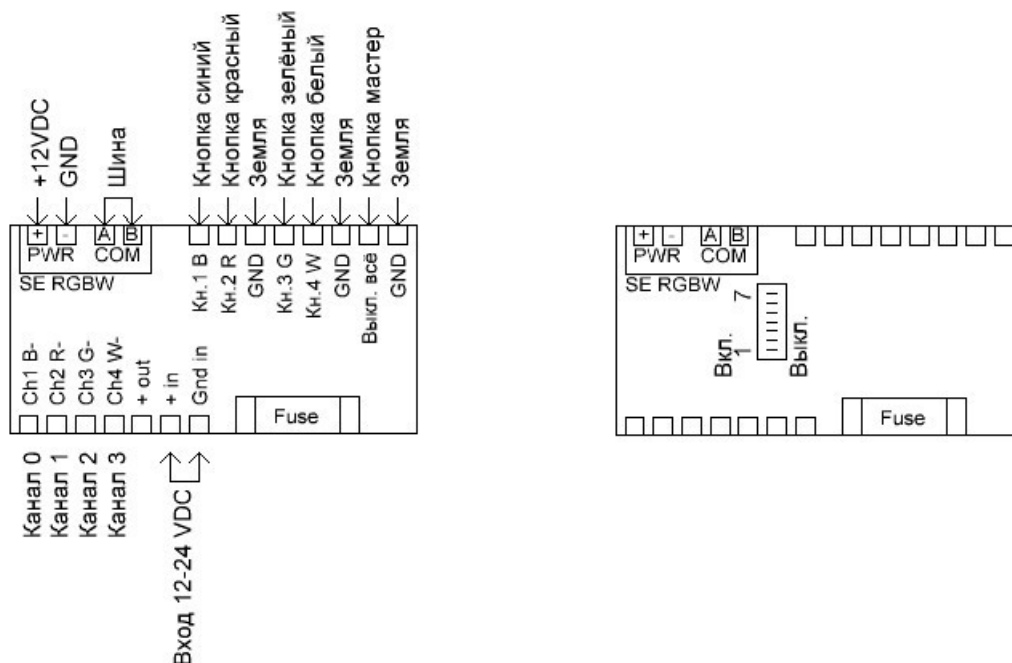 +12VDC
GND
Шина
Кнопка синий
Кнопка красный
Земля
Кнопка зелёный
Кнопка белый
Земля
Кнопка мастер
Земля
+ - A B
PWR COM
SE RGBW
Кн.1 B
Кн.2 R
GND
Кн.3 G
Кн.4 W
GND
Выкл. всё
GND
Ch1 B-
Ch2 R-
Ch3 G-
Ch4 W-
+ out
+ in
Gnd in
Fuse
Канал 0
Канал 1
Канал 2
Канал 3
Вход 12-24 VDC
+ - A B
PWR COM
SE RGBW
7
1
Вкл.
Выкл.
Fuse